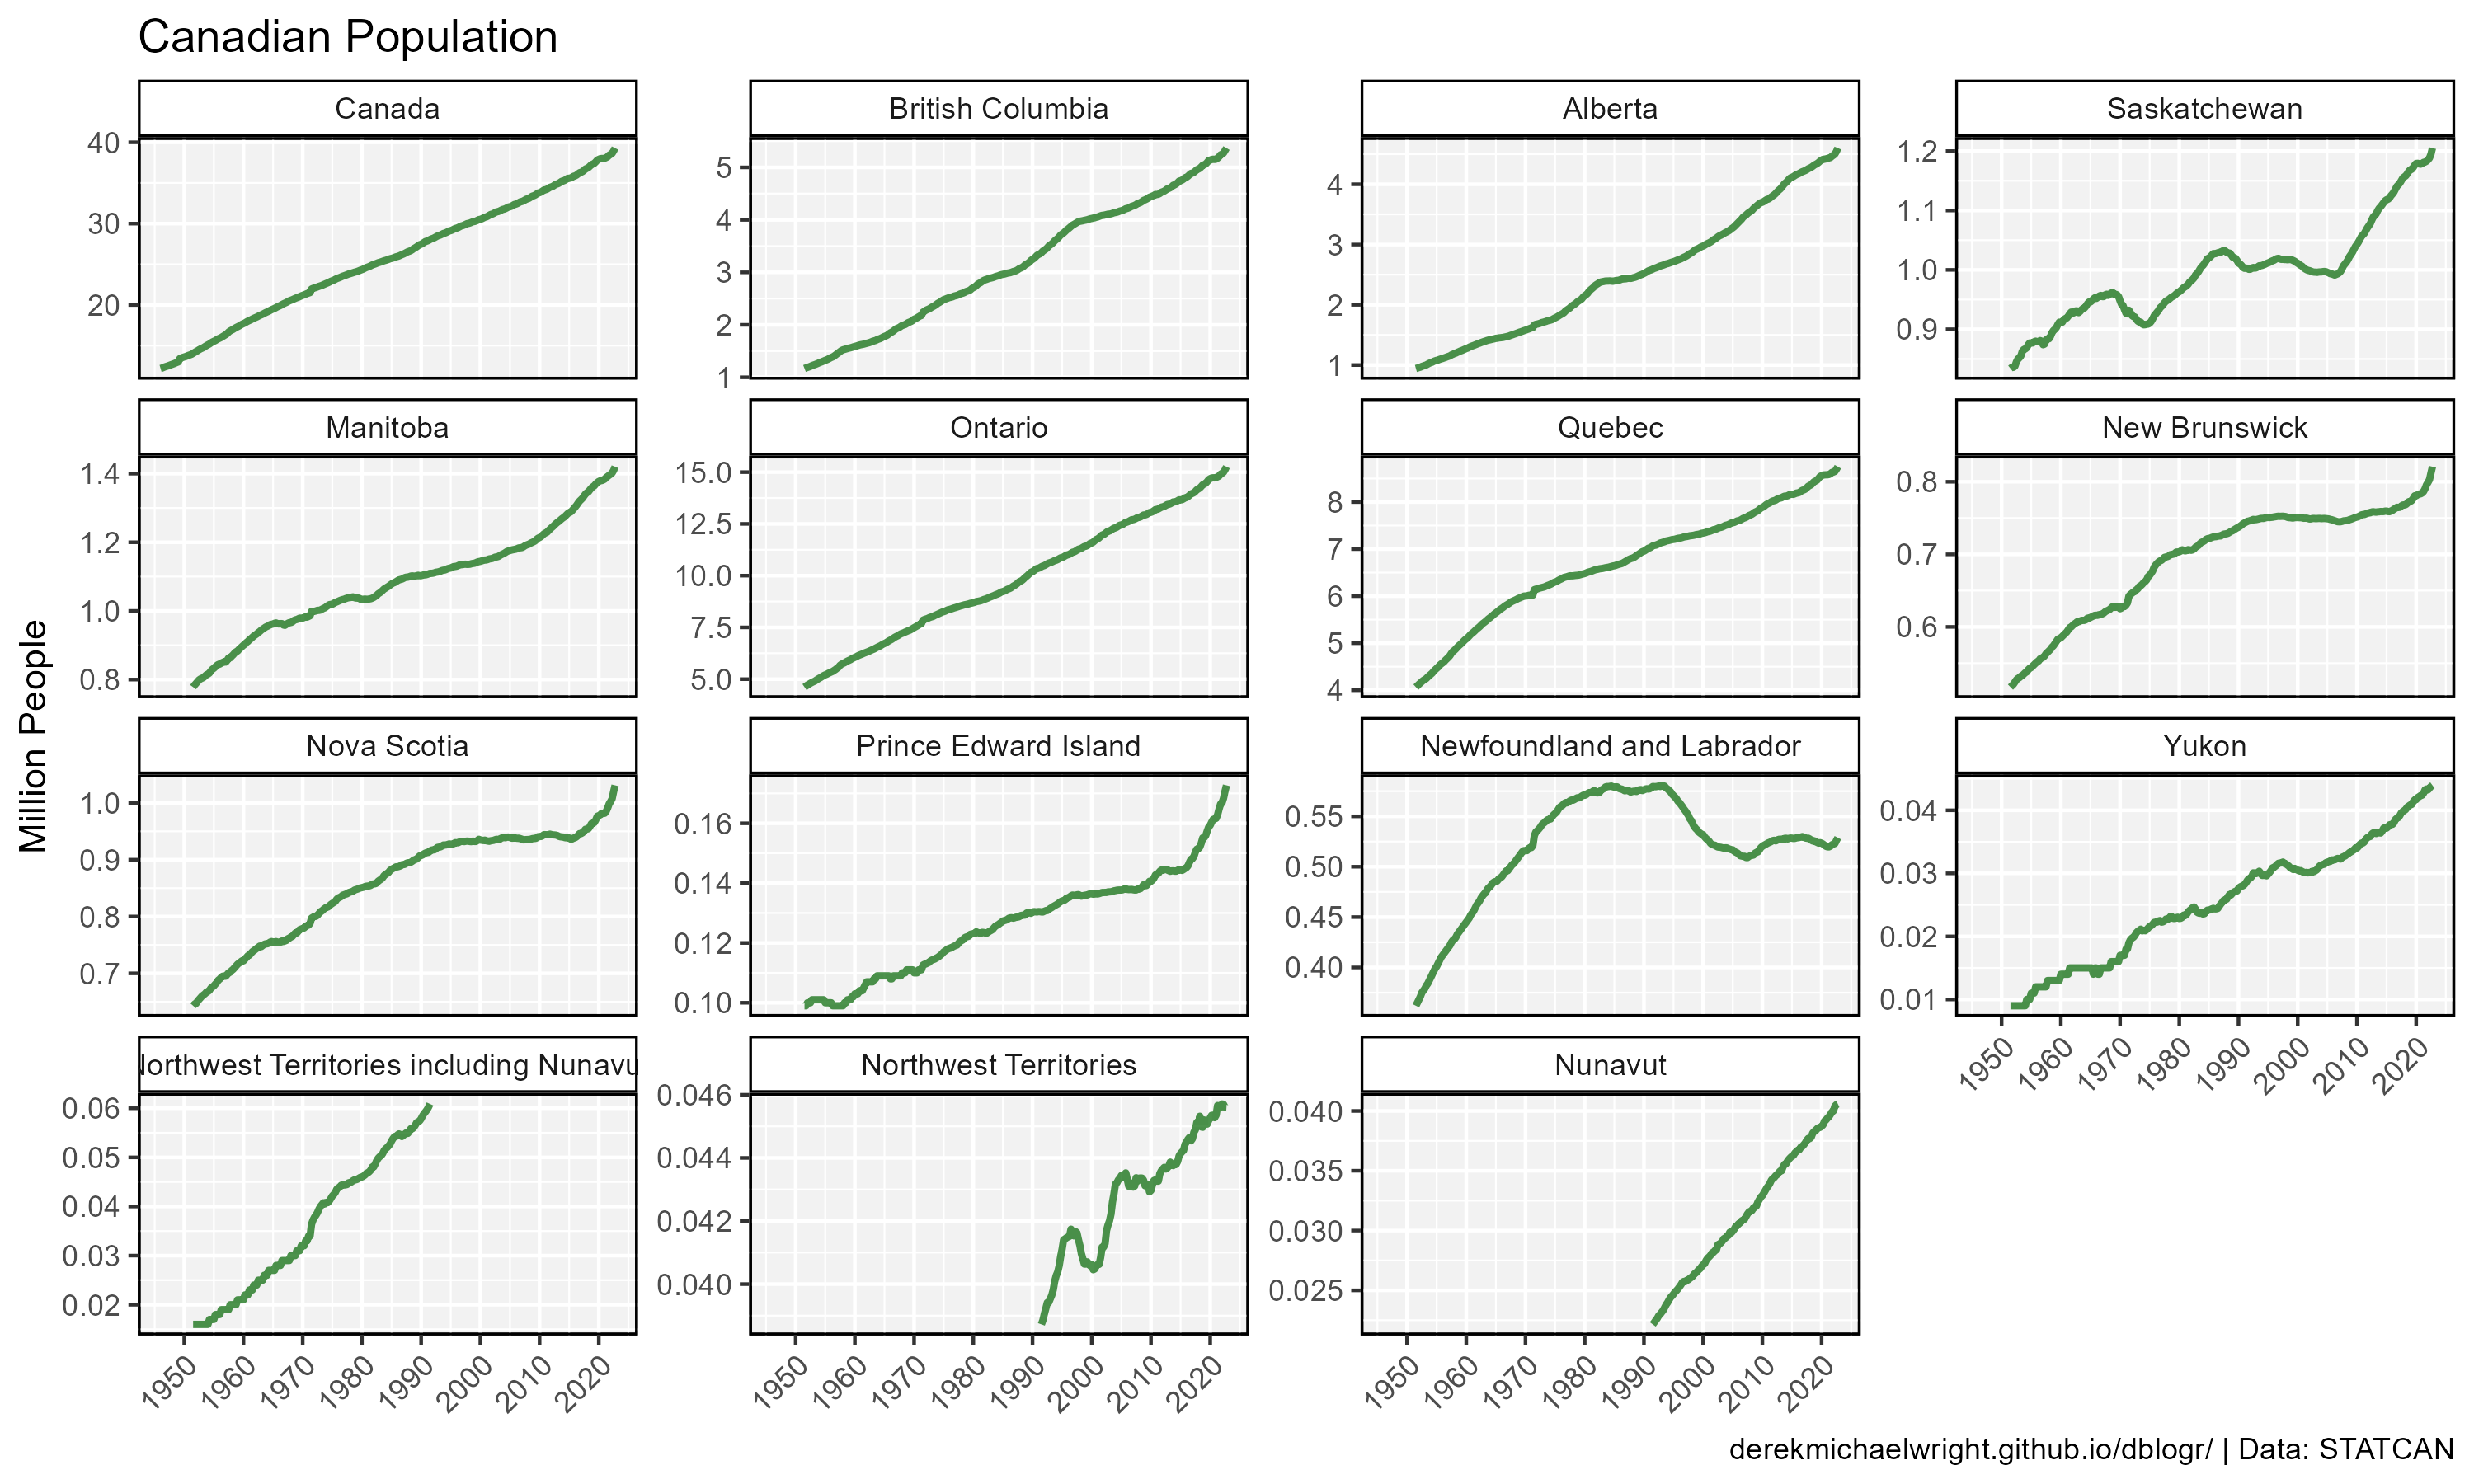 Canadian Population
Canada
British Columbia
Alberta
Saskatchewan
40
30
20
5
4
3
2
1
4
3
2
1
1.2
1.1
1.0
0.9
Manitoba
Ontario
Quebec
New Brunswick
1.4
1.2
1.0
0.8
15.0
12.5
10.0
7.5
5.0
8
7
6
5
4
0.8
0.7
0.6
Million People
Nova Scotia
Prince Edward Island
Newfoundland and Labrador
Yukon
1.0
0.9
0.8
0.7
0.16
0.14
0.12
0.10
0.55
0.50
0.45
0.40
0.04
0.03
0.02
0.01
1950 1960 1970 1980 1990 2000 2010 2020
orthwest Territories including Nunavu
Northwest Territories
Nunavut
0.06
0.05
0.04
0.03
0.02
0.046
0.044
0.042
0.040
0.040
0.035
0.030
0.025
1950 1960 1970 1980 1990 2000 2010 2020
1950 1960 1970 1980 1990 2000 2010 2020
1950 1960 1970 1980 1990 2000 2010 2020
derekmichaelwright.github.io/dblogr/ | Data: STATCAN